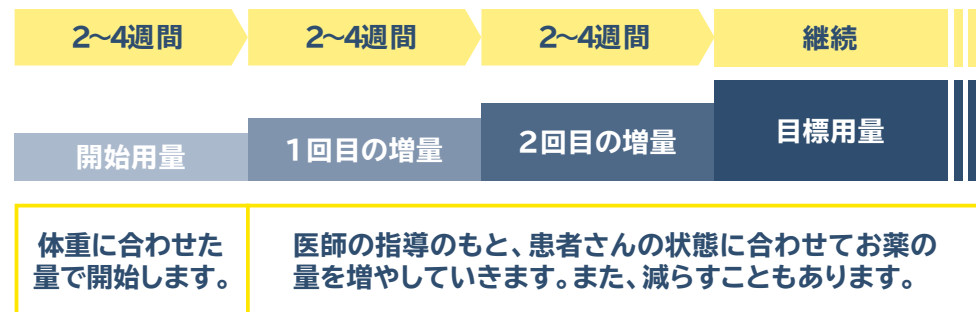 2~4週間
2~4週間
2~4週間
継続
開始用量
1回目の増量
2回目の増量
目標用量
体重に合わせた
量で開始します。
医師の指導のもと、患者さんの状態に合わせてお薬の
量を増やしていきます。また、減らすこともあります。